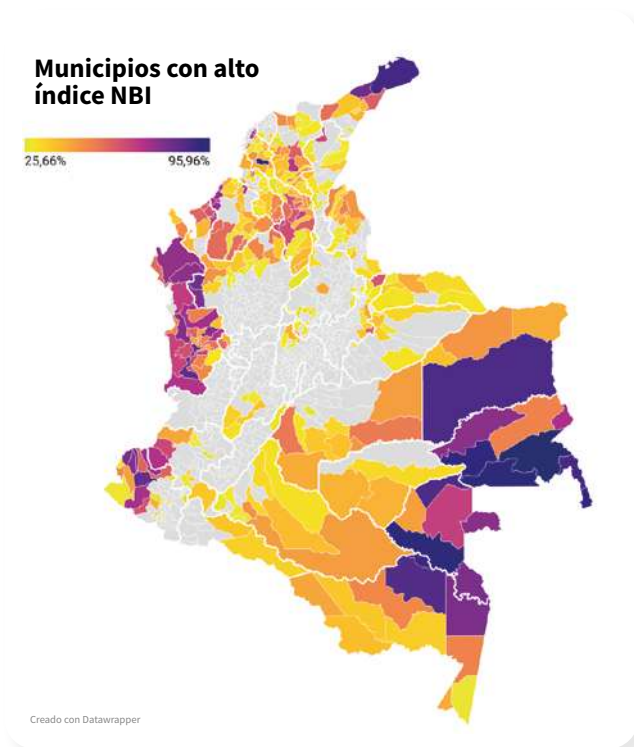 Municipios con alto
índice NBI
25,66%
95,96%
Creado con Datawrapper